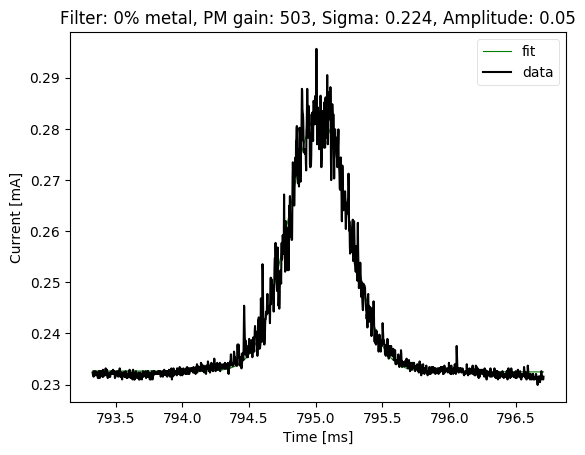 Filter: 0% metal, PM gain: 503, Sigma: 0.224, Amplitude: 0.05
fit
data
0.29
0.28
0.27
0.26
0.25
0.24
0.23
Current [mA]
793.5 794.0 794.5 795.0 795.5 796.0 796.5
Time [ms]